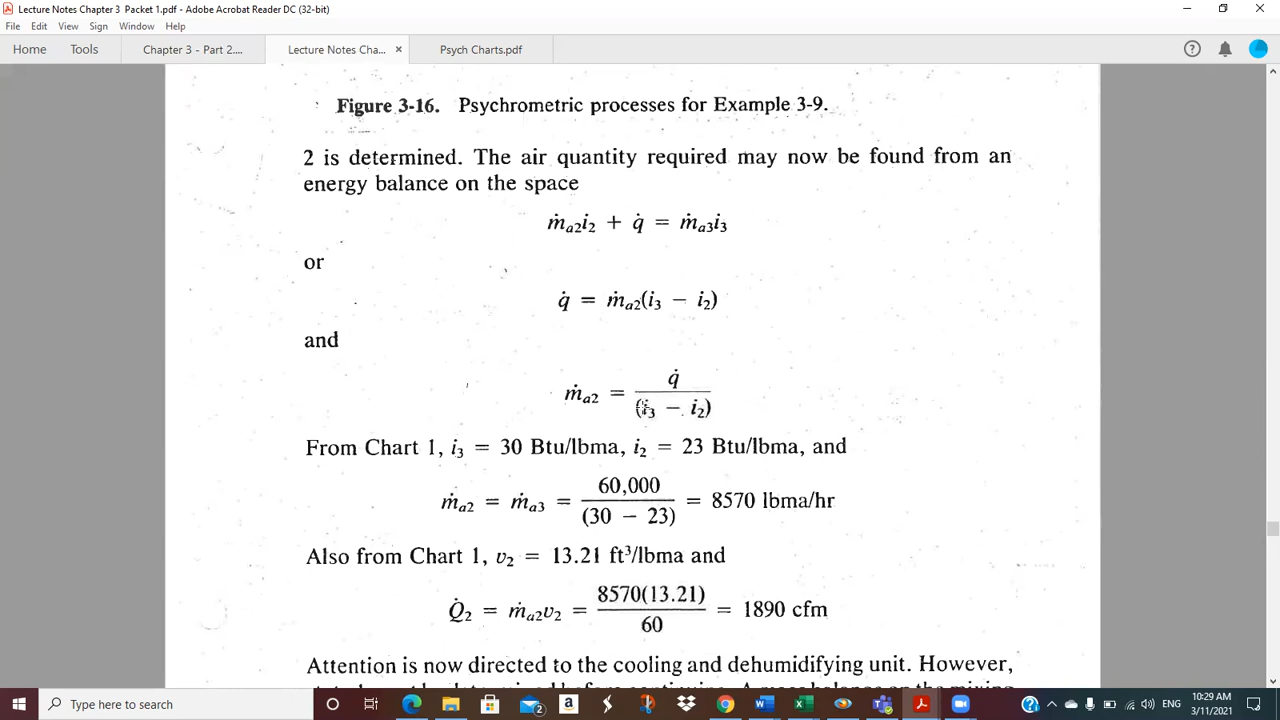 Lecture Notes Chapter 3 Packet 1.pdf - Adobe Acrobat Reader DC (32-bit)
File Edit View Sign Window Help
Home Tools Chapter 3 - Part 2.... Lecture Notes Cha... × Psych Charts.pdf
Figure 3-16. Psychrometric processes for Example 3-9.
2 is determined. The air quantity required may now be found from an
energy balance on the space
ṁa2i2 + q̇ = ṁa3i3
or
q̇ = ṁa2(i3 − i2)
and
ṁa2 = q̇ / (i3 − i2)
From Chart 1, i3 = 30 Btu/lbma, i2 = 23 Btu/lbma, and
ṁa2 = ṁa3 = 60,000 / (30 − 23) = 8570 lbma/hr
Also from Chart 1, v2 = 13.21 ft³/lbma and
Q̇2 = ṁa2v2 = 8570(13.21) / 60 = 1890 cfm
Attention is now directed to the cooling and dehumidifying unit. However,
Type here to search
10:29 AM
3/11/2021